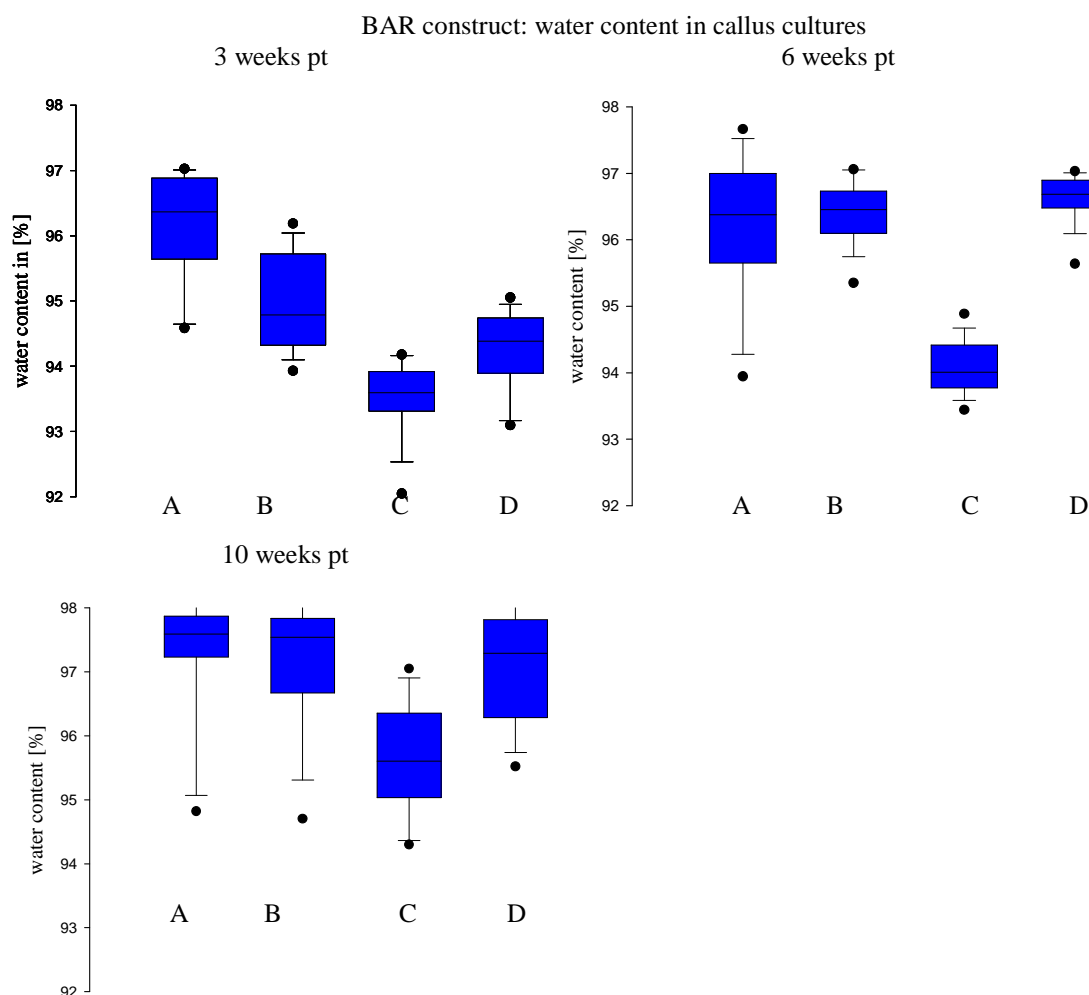 BAR construct: water content in callus cultures
3 weeks pt
6 weeks pt
water content in [%]
98
97
96
95
94
93
92
A B C D
water content [%]
98
97
96
95
94
93
92
A B C D
10 weeks pt
water content [%]
98
97
96
95
94
93
92
A B C D